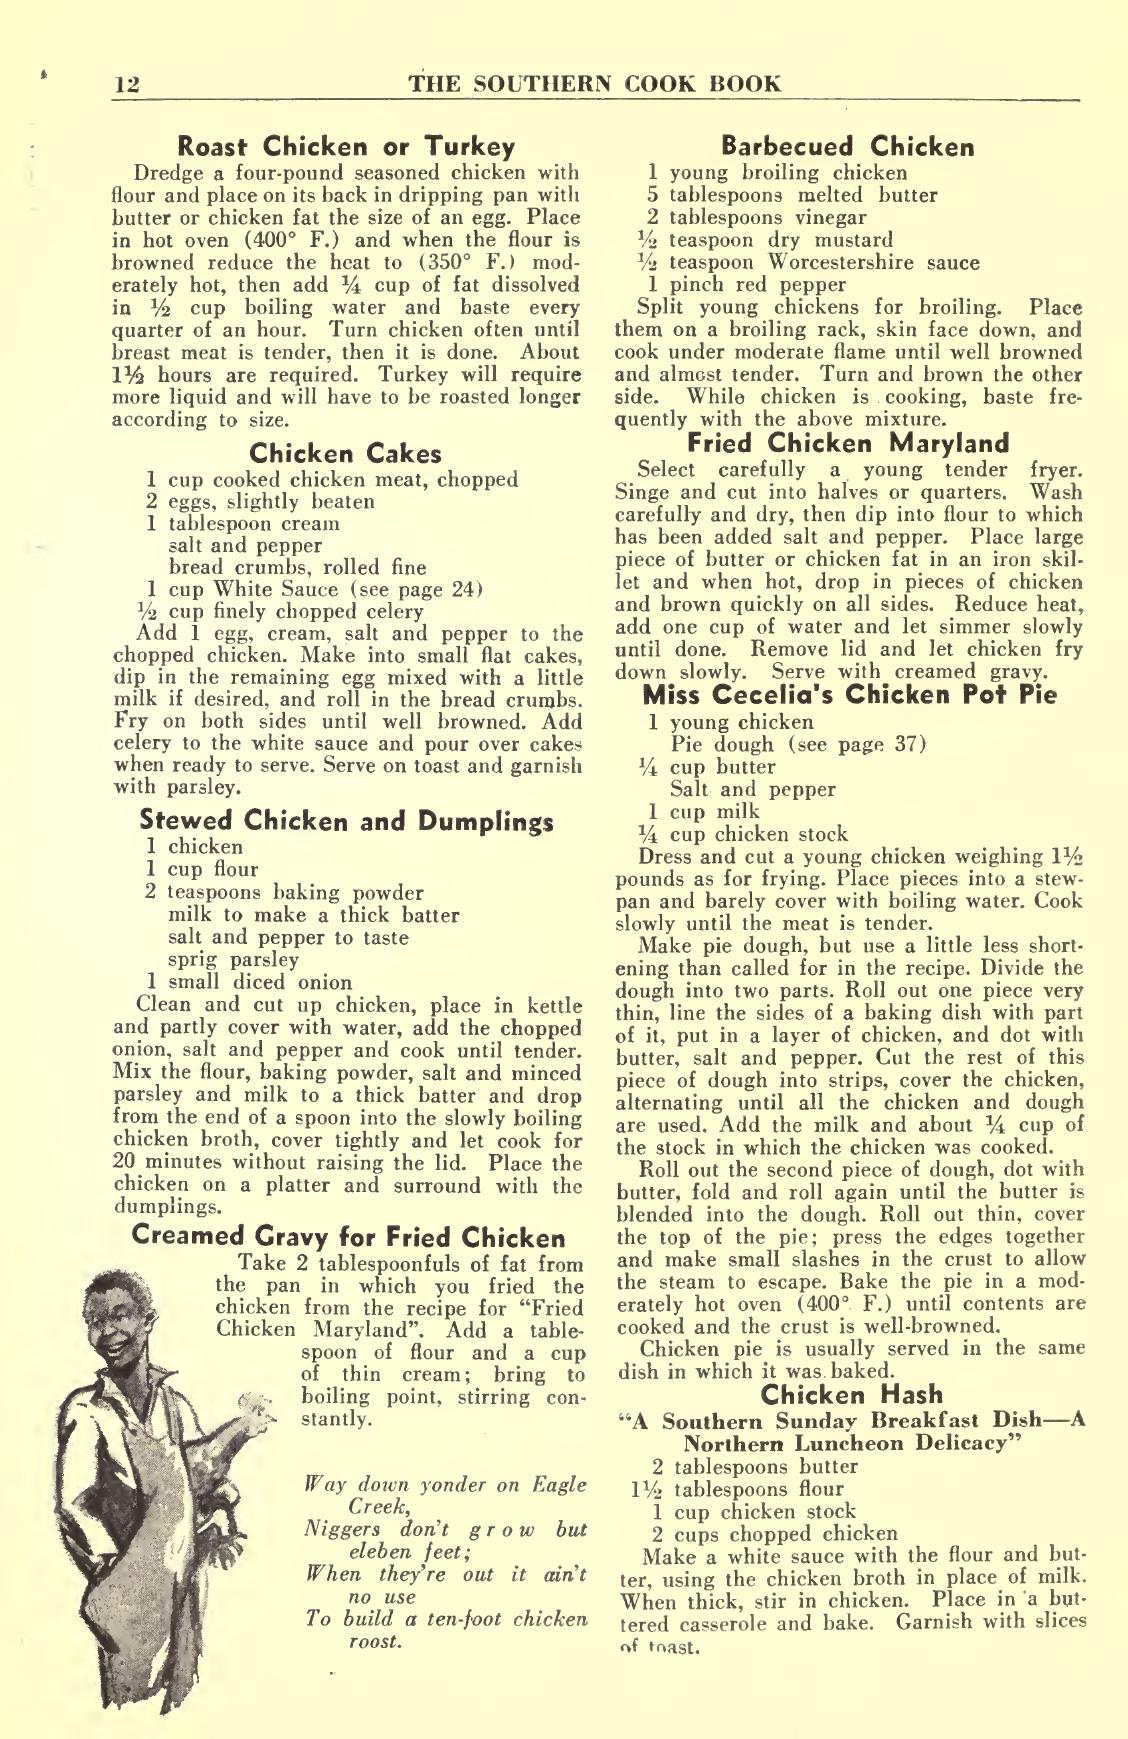 12 THE SOUTHERN COOK BOOK
Roast Chicken or Turkey
Dredge a four-pound seasoned chicken with
flour and place on its back in dripping pan with
butter or chicken fat the size of an egg. Place
in hot oven (400° F.) and when the flour is
browned reduce the heat to (350° F.) mod-
erately hot, then add ¼ cup of fat dissolved
in ½ cup boiling water and baste every
quarter of an hour. Turn chicken often until
breast meat is tender, then it is done. About
1½ hours are required. Turkey will require
more liquid and will have to be roasted longer
according to size.
Chicken Cakes
1 cup cooked chicken meat, chopped
2 eggs, slightly beaten
1 tablespoon cream
salt and pepper
bread crumbs, rolled fine
1 cup White Sauce (see page 24)
½ cup finely chopped celery
Add 1 egg, cream, salt and pepper to the
chopped chicken. Make into small flat cakes,
dip in the remaining egg mixed with a little
milk if desired, and roll in the bread crumbs.
Fry on both sides until well browned. Add
celery to the white sauce and pour over cakes
when ready to serve. Serve on toast and garnish
with parsley.
Stewed Chicken and Dumplings
1 chicken
1 cup flour
2 teaspoons baking powder
milk to make a thick batter
salt and pepper to taste
sprig parsley
1 small diced onion
Clean and cut up chicken, place in kettle
and partly cover with water, add the chopped
onion, salt and pepper and cook until tender.
Mix the flour, baking powder, salt and minced
parsley and milk to a thick batter and drop
from the end of a spoon into the slowly boiling
chicken broth, cover tightly and let cook for
20 minutes without raising the lid. Place the
chicken on a platter and surround with the
dumplings.
Creamed Gravy for Fried Chicken
Take 2 tablespoonfuls of fat from
the pan in which you fried the
chicken from the recipe for “Fried
Chicken Maryland”. Add a table-
spoon of flour and a cup
of thin cream; bring to
boiling point, stirring con-
stantly.
Way down yonder on Eagle
Creek,
Niggers don't grow but
eleben feet;
When they're out it ain't
no use
To build a ten-foot chicken
roost.
Barbecued Chicken
1 young broiling chicken
5 tablespoons melted butter
2 tablespoons vinegar
½ teaspoon dry mustard
½ teaspoon Worcestershire sauce
1 pinch red pepper
Split young chickens for broiling. Place
them on a broiling rack, skin face down, and
cook under moderate flame until well browned
and almost tender. Turn and brown the other
side. While chicken is cooking, baste fre-
quently with the above mixture.
Fried Chicken Maryland
Select carefully a young tender fryer.
Singe and cut into halves or quarters. Wash
carefully and dry, then dip into flour to which
has been added salt and pepper. Place large
piece of butter or chicken fat in an iron skil-
let and when hot, drop in pieces of chicken
and brown quickly on all sides. Reduce heat,
add one cup of water and let simmer slowly
until done. Remove lid and let chicken fry
down slowly. Serve with creamed gravy.
Miss Cecelia's Chicken Pot Pie
1 young chicken
Pie dough (see page 37)
¼ cup butter
Salt and pepper
1 cup milk
¼ cup chicken stock
Dress and cut a young chicken weighing 1½
pounds as for frying. Place pieces into a stew-
pan and barely cover with boiling water. Cook
slowly until the meat is tender.
Make pie dough, but use a little less short-
ening than called for in the recipe. Divide the
dough into two parts. Roll out one piece very
thin, line the sides of a baking dish with part
of it, put in a layer of chicken, and dot with
butter, salt and pepper. Cut the rest of this
piece of dough into strips, cover the chicken,
alternating until all the chicken and dough
are used. Add the milk and about ¼ cup of
the stock in which the chicken was cooked.
Roll out the second piece of dough, dot with
butter, fold and roll again until the butter is
blended into the dough. Roll out thin, cover
the top of the pie; press the edges together
and make small slashes in the crust to allow
the steam to escape. Bake the pie in a mod-
erately hot oven (400° F.) until contents are
cooked and the crust is well-browned.
Chicken pie is usually served in the same
dish in which it was baked.
Chicken Hash
“A Southern Sunday Breakfast Dish—A
Northern Luncheon Delicacy”
2 tablespoons butter
1½ tablespoons flour
1 cup chicken stock
2 cups chopped chicken
Make a white sauce with the flour and but-
ter, using the chicken broth in place of milk.
When thick, stir in chicken. Place in a but-
tered casserole and bake. Garnish with slices
of toast.